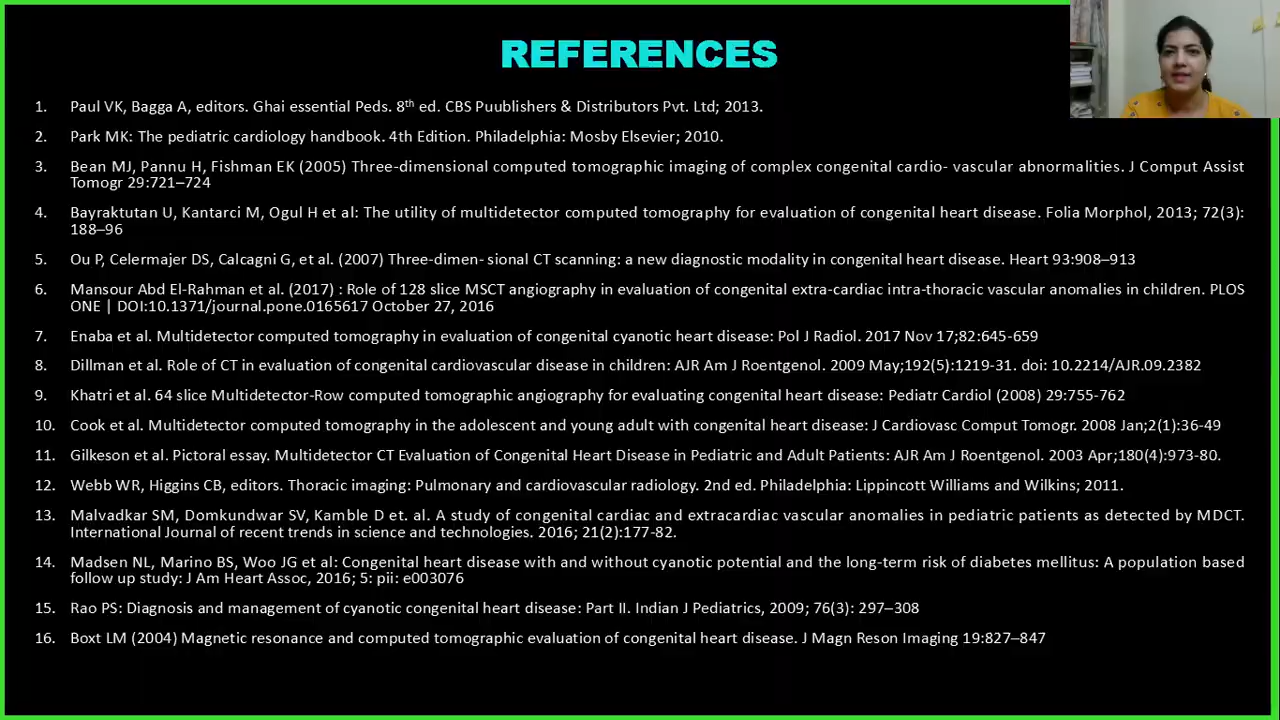 REFERENCES
1. Paul VK, Bagga A, editors. Ghai essential Peds. 8th ed. CBS Puublishers & Distributors Pvt. Ltd; 2013.
2. Park MK: The pediatric cardiology handbook. 4th Edition. Philadelphia: Mosby Elsevier; 2010.
3. Bean MJ, Pannu H, Fishman EK (2005) Three-dimensional computed tomographic imaging of complex congenital cardio- vascular abnormalities. J Comput Assist
Tomogr 29:721–724
4. Bayraktutan U, Kantarci M, Ogul H et al: The utility of multidetector computed tomography for evaluation of congenital heart disease. Folia Morphol, 2013; 72(3):
188–96
5. Ou P, Celermajer DS, Calcagni G, et al. (2007) Three-dimen- sional CT scanning: a new diagnostic modality in congenital heart disease. Heart 93:908–913
6. Mansour Abd El-Rahman et al. (2017) : Role of 128 slice MSCT angiography in evaluation of congenital extra-cardiac intra-thoracic vascular anomalies in children. PLOS
ONE | DOI:10.1371/journal.pone.0165617 October 27, 2016
7. Enaba et al. Multidetector computed tomography in evaluation of congenital cyanotic heart disease: Pol J Radiol. 2017 Nov 17;82:645-659
8. Dillman et al. Role of CT in evaluation of congenital cardiovascular disease in children: AJR Am J Roentgenol. 2009 May;192(5):1219-31. doi: 10.2214/AJR.09.2382
9. Khatri et al. 64 slice Multidetector-Row computed tomographic angiography for evaluating congenital heart disease: Pediatr Cardiol (2008) 29:755-762
10. Cook et al. Multidetector computed tomography in the adolescent and young adult with congenital heart disease: J Cardiovasc Comput Tomogr. 2008 Jan;2(1):36-49
11. Gilkeson et al. Pictoral essay. Multidetector CT Evaluation of Congenital Heart Disease in Pediatric and Adult Patients: AJR Am J Roentgenol. 2003 Apr;180(4):973-80.
12. Webb WR, Higgins CB, editors. Thoracic imaging: Pulmonary and cardiovascular radiology. 2nd ed. Philadelphia: Lippincott Williams and Wilkins; 2011.
13. Malvadkar SM, Domkundwar SV, Kamble D et. al. A study of congenital cardiac and extracardiac vascular anomalies in pediatric patients as detected by MDCT.
International Journal of recent trends in science and technologies. 2016; 21(2):177-82.
14. Madsen NL, Marino BS, Woo JG et al: Congenital heart disease with and without cyanotic potential and the long-term risk of diabetes mellitus: A population based
follow up study: J Am Heart Assoc, 2016; 5: pii: e003076
15. Rao PS: Diagnosis and management of cyanotic congenital heart disease: Part II. Indian J Pediatrics, 2009; 76(3): 297–308
16. Boxt LM (2004) Magnetic resonance and computed tomographic evaluation of congenital heart disease. J Magn Reson Imaging 19:827–847